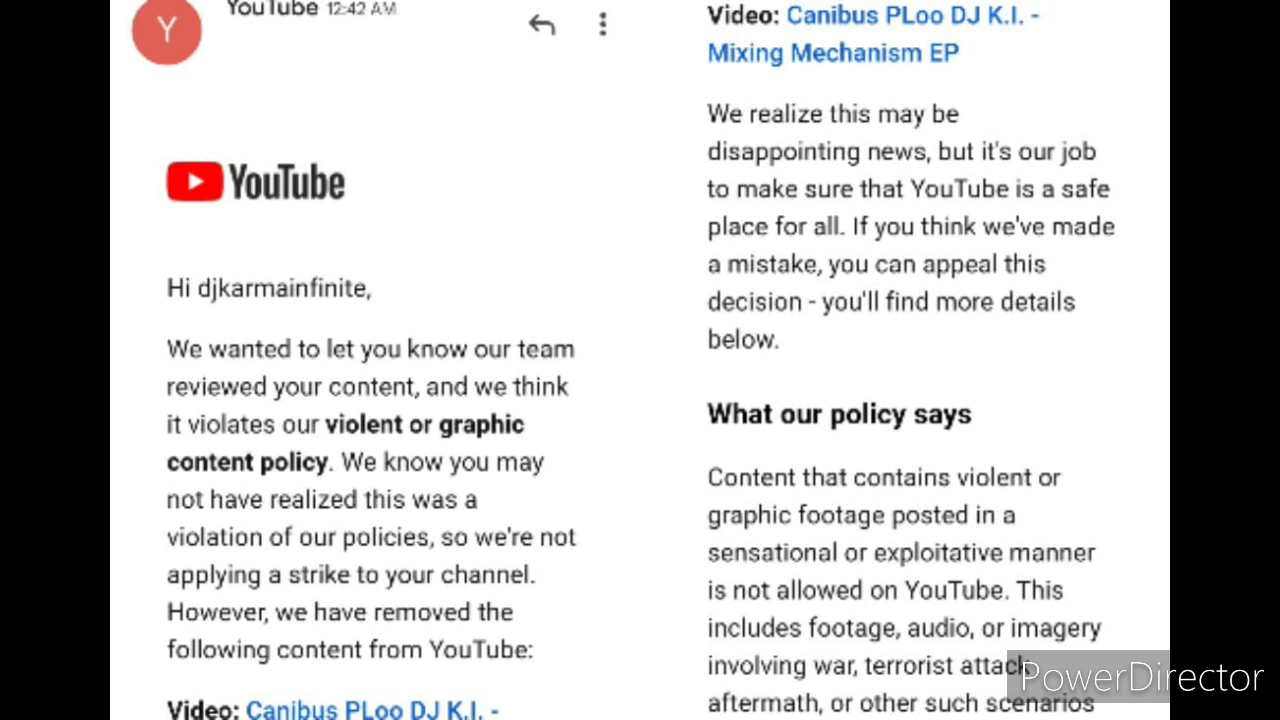 Y
YouTube 12:42 AM
YouTube
Hi djkarmainfinite,
We wanted to let you know our team
reviewed your content, and we think
it violates our violent or graphic
content policy. We know you may
not have realized this was a
violation of our policies, so we're not
applying a strike to your channel.
However, we have removed the
following content from YouTube:
Video: Canibus PLoo DJ K.I. -
Video: Canibus PLoo DJ K.I. -
Mixing Mechanism EP
We realize this may be
disappointing news, but it's our job
to make sure that YouTube is a safe
place for all. If you think we've made
a mistake, you can appeal this
decision - you'll find more details
below.
What our policy says
Content that contains violent or
graphic footage posted in a
sensational or exploitative manner
is not allowed on YouTube. This
includes footage, audio, or imagery
involving war, terrorist attack
aftermath, or other such scenarios
PowerDirector